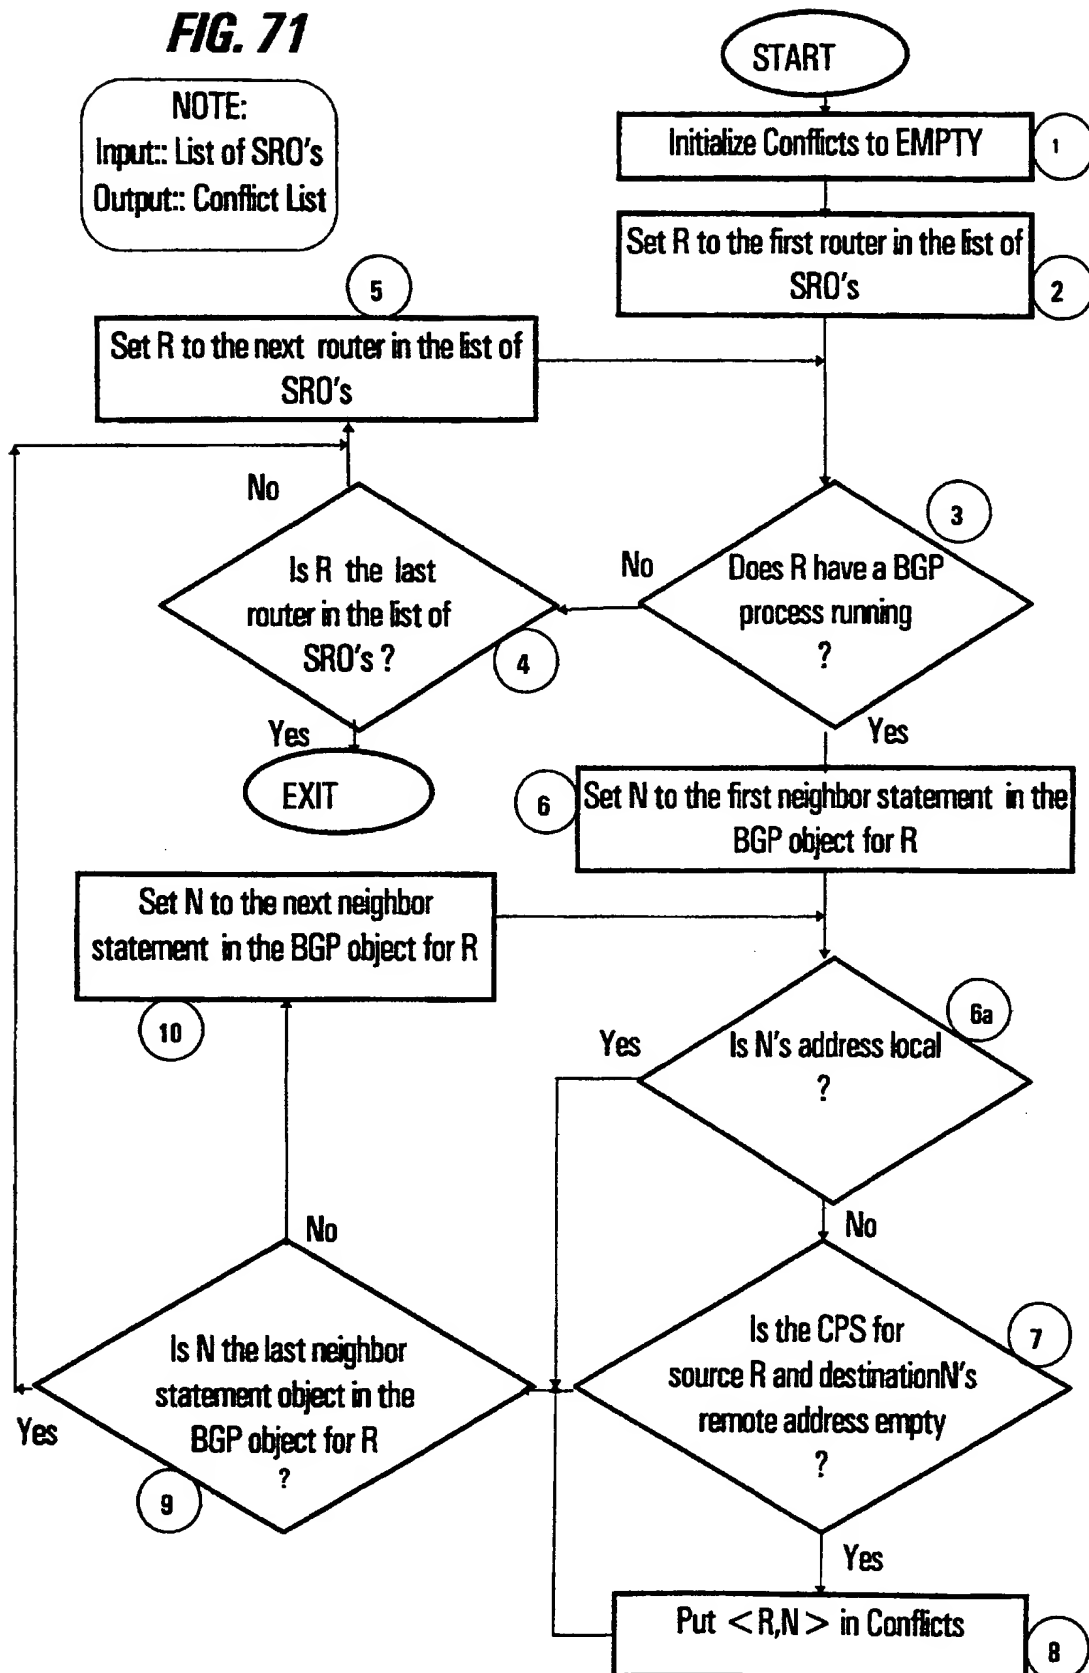 FIG. 71
NOTE:
Input:: List of SRO's
Output:: Conflict List
START
Initialize Conflicts to EMPTY
1
Set R to the first router in the list of
SRO's
2
5
Set R to the next router in the list of
SRO's
No
Is R the last
router in the list of
SRO's ?
4
Yes
EXIT
3
No
Does R have a BGP
process running
?
Yes
6
Set N to the first neighbor statement in the
BGP object for R
Set N to the next neighbor
statement in the BGP object for R
10
6a
Yes
Is N's address local
?
No
No
Is N the last neighbor
statement object in the
BGP object for R
?
Yes
9
7
Is the CPS for
source R and destinationN's
remote address empty
?
Yes
Put <R,N> in Conflicts
8